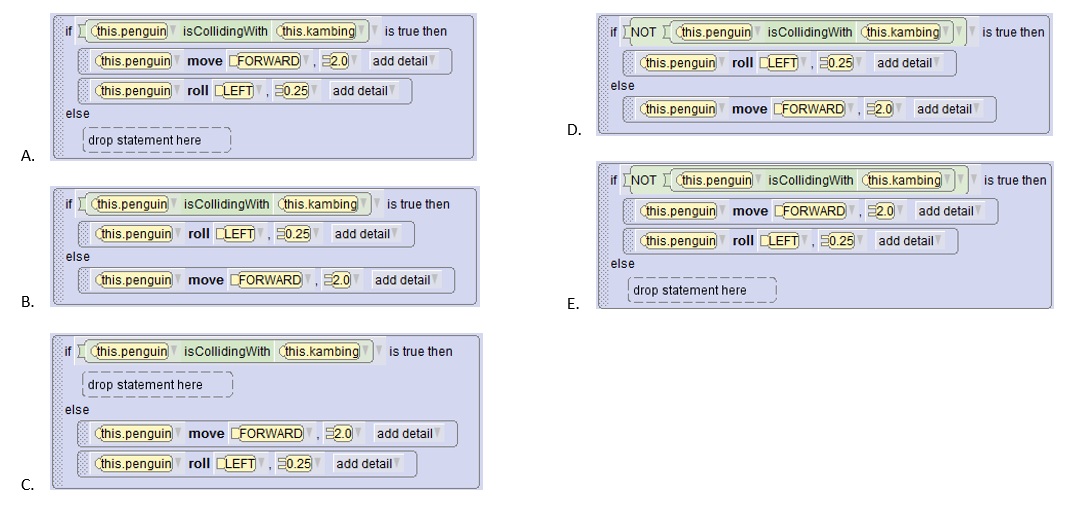 if this.penguin isCollidingWith this.kambing is true then
this.penguin move FORWARD , 2.0 add detail
this.penguin roll LEFT , 0.25 add detail
else
drop statement here
A.
if this.penguin isCollidingWith this.kambing is true then
this.penguin roll LEFT , 0.25 add detail
else
this.penguin move FORWARD , 2.0 add detail
B.
if this.penguin isCollidingWith this.kambing is true then
drop statement here
else
this.penguin move FORWARD , 2.0 add detail
this.penguin roll LEFT , 0.25 add detail
C.
if NOT this.penguin isCollidingWith this.kambing is true then
this.penguin roll LEFT , 0.25 add detail
else
this.penguin move FORWARD , 2.0 add detail
D.
if NOT this.penguin isCollidingWith this.kambing is true then
this.penguin move FORWARD , 2.0 add detail
this.penguin roll LEFT , 0.25 add detail
else
drop statement here
E.